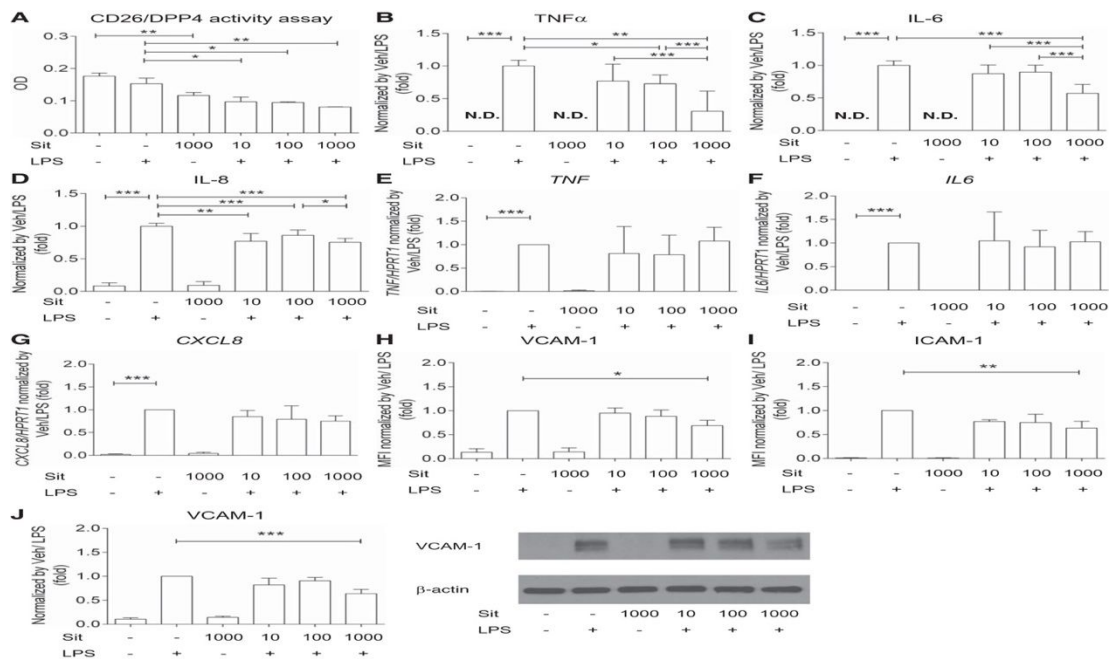 A CD26/DPP4 activity assay
**
**
*
*
OD
0.3
0.2
0.1
0.0
Sit - - 1000 10 100 1000
LPS - + - + + +
B TNFα
***
**
*
***
***
Normalized by Veh/LPS
(fold)
1.5
1.0
0.5
0.0
N.D. N.D.
- - 1000 10 100 1000
- + - + + +
C IL-6
***
***
***
***
Normalized by Veh/LPS
(fold)
1.5
1.0
0.5
0.0
N.D. N.D.
- - 1000 10 100 1000
- + - + + +
D IL-8
***
***
***
*
**
Normalized by Veh/LPS
(fold)
1.5
1.0
0.5
0.0
Sit - - 1000 10 100 1000
LPS - + - + + +
E TNF
***
TNF/HPRT1 normalized by
Veh/LPS (fold)
2.0
1.5
1.0
0.5
0.0
Sit - - 1000 10 100 1000
LPS - + - + + +
F IL6
***
IL6/HPRT1 normalized by
Veh/LPS (fold)
2.0
1.5
1.0
0.5
0.0
- - 1000 10 100 1000
- + - + + +
G CXCL8
***
CXCL8/HPRT1 normalized by
Veh/LPS (fold)
2.0
1.5
1.0
0.5
0.0
Sit - - 1000 10 100 1000
LPS - + - + + +
H VCAM-1
*
MFI normalized by Veh/ LPS
(fold)
2.0
1.5
1.0
0.5
0.0
- - 1000 10 100 1000
- + - + + +
I ICAM-1
**
MFI normalized by Veh/ LPS
(fold)
2.0
1.5
1.0
0.5
0.0
- - 1000 10 100 1000
- + - + + +
J VCAM-1
***
Normalized by Veh/ LPS
(fold)
2.0
1.5
1.0
0.5
0.0
Sit - - 1000 10 100 1000
LPS - + - + + +
VCAM-1
β-actin
Sit - - 1000 10 100 1000
LPS - + - + + +